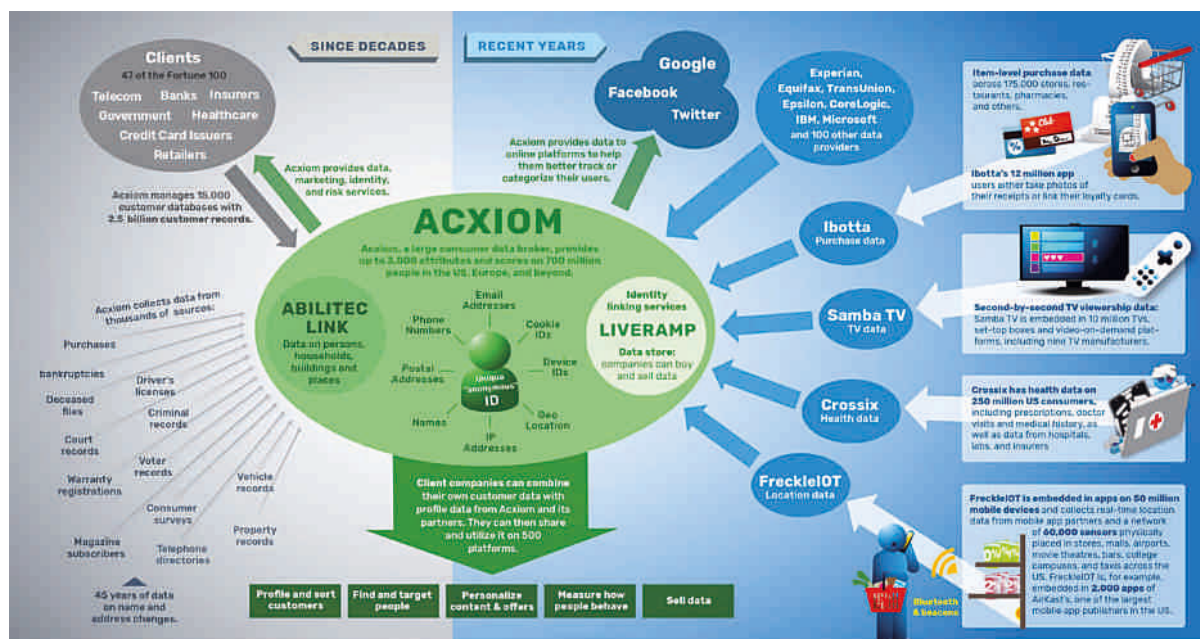 SINCE DECADES
RECENT YEARS
Clients
47 of the Fortune 100
Telecom Banks Insurers
Government Healthcare
Credit Card Issuers
Retailers
Acxiom provides data,
marketing, identity,
and risk services.
Acxiom manages 15,000
customer databases with
2.5 billion customer records.
Google
Facebook
Twitter
Acxiom provides data to
online platforms to help
them better track or
categorize their users.
Experian,
Equifax, TransUnion,
Epsilon, CoreLogic,
IBM, Microsoft
and 100 other data
providers
ACXIOM
Acxiom, a large consumer data broker, provides
up to 3,000 attributes and scores on 700 million
people in the US, Europe, and beyond.
ABILITEC
LINK
Data on persons,
households,
buildings and
places
Email
Addresses
Phone
Numbers
Cookie
IDs
Postal
Addresses
Device
IDs
Unique
"anonymous"
ID
Names
Geo
Location
IP
Addresses
Identity
linking services
LIVERAMP
Data store:
companies can buy
and sell data
Acxiom collects data from
thousands of sources:
Purchases
bankruptcies
Driver's
licenses
Deceased
files
Criminal
records
Court
records
Voter
records
Warranty
registrations
Vehicle
records
Consumer
surveys
Property
records
Magazine
subscribers
Telephone
directories
45 years of data
on name and
address changes.
Client companies can combine
their own customer data with
profile data from Acxiom and its
partners. They can then share
and utilize it on 500
platforms.
Profile and sort
customers
Find and target
people
Personalize
content & offers
Measure how
people behave
Sell data
Ibotta
Purchase data
Samba TV
TV data
Crossix
Health data
FreckleIOT
Location data
Item-level purchase data
across 175,000 stores, res-
taurants, pharmacies,
and others.
Ibotta's 12 million app
users either take photos of
their receipts or link their loyalty cards.
Second-by-second TV viewership data:
Samba TV is embedded in 10 million TVs,
set-top boxes and video-on-demand plat-
forms, including nine TV manufacturers.
Crossix has health data on
250 million US consumers,
including prescriptions, doctor
visits and medical history, as
well as data from hospitals,
labs, and insurers
FreckleIOT is embedded in apps on 50 million
mobile devices and collects real-time location
data from mobile app partners and a network
of 60,000 sensors physically
placed in stores, malls, airports,
movie theatres, bars, college
campuses, and taxis across the
US. FreckleIOT is, for example,
embedded in 2,000 apps of
AirKast's, one of the largest
mobile app publishers in the US.
Bluetooth
& beacons